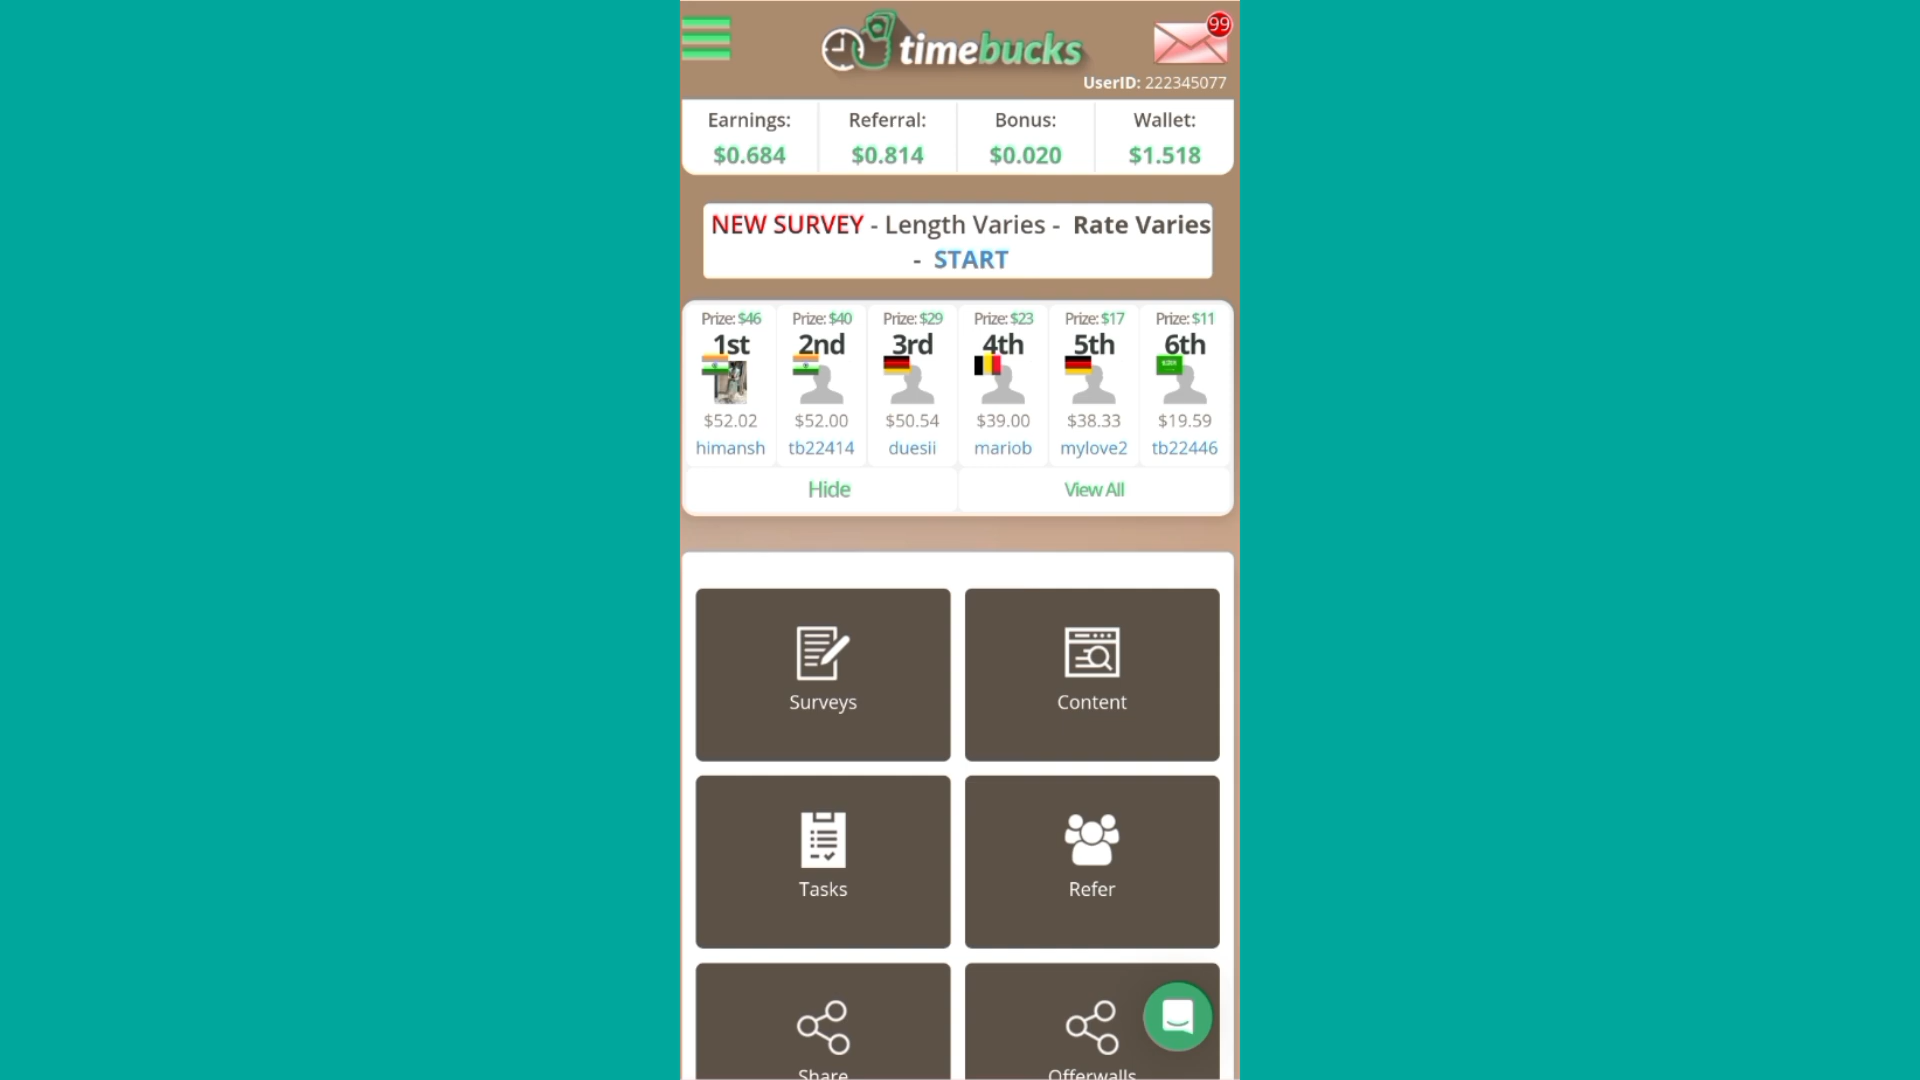 timebucks
99
UserID: 222345077
Earnings: Referral: Bonus: Wallet:
$0.684 $0.814 $0.020 $1.518
NEW SURVEY - Length Varies - Rate Varies
- START
Prize: $46 Prize: $40 Prize: $29 Prize: $23 Prize: $17 Prize: $11
1st 2nd 3rd 4th 5th 6th
$52.02 $52.00 $50.54 $39.00 $38.33 $19.59
himansh tb22414 duesii mariob mylove2 tb22446
Hide View All
Surveys Content
Tasks Refer
Share Offerwalls